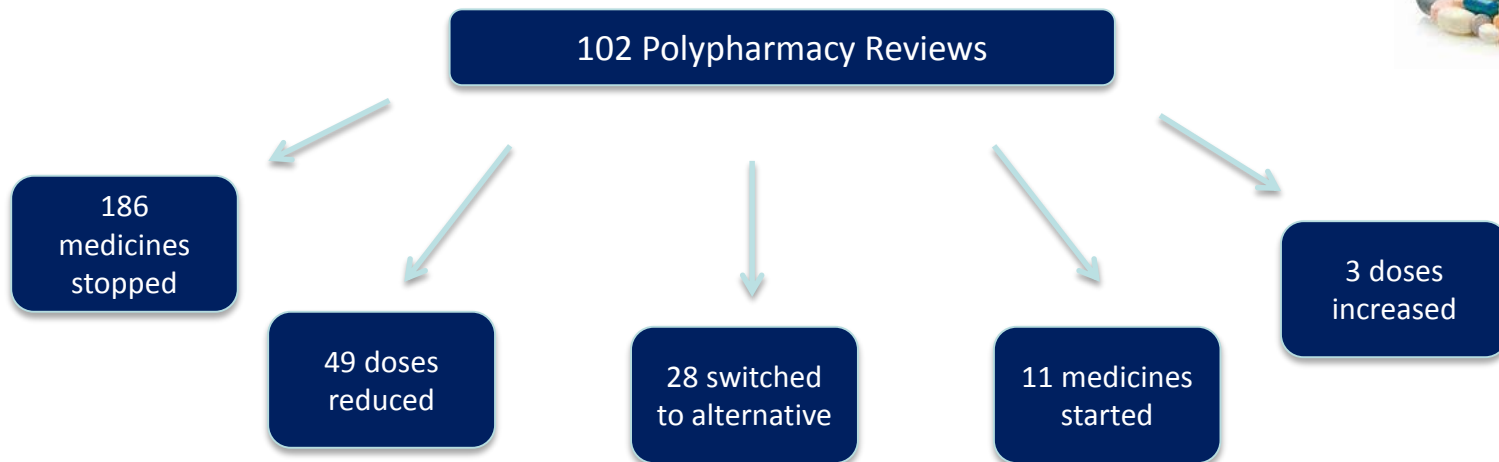 102 Polypharmacy Reviews
186
medicines
stopped
49 doses
reduced
28 switched
to alternative
11 medicines
started
3 doses
increased